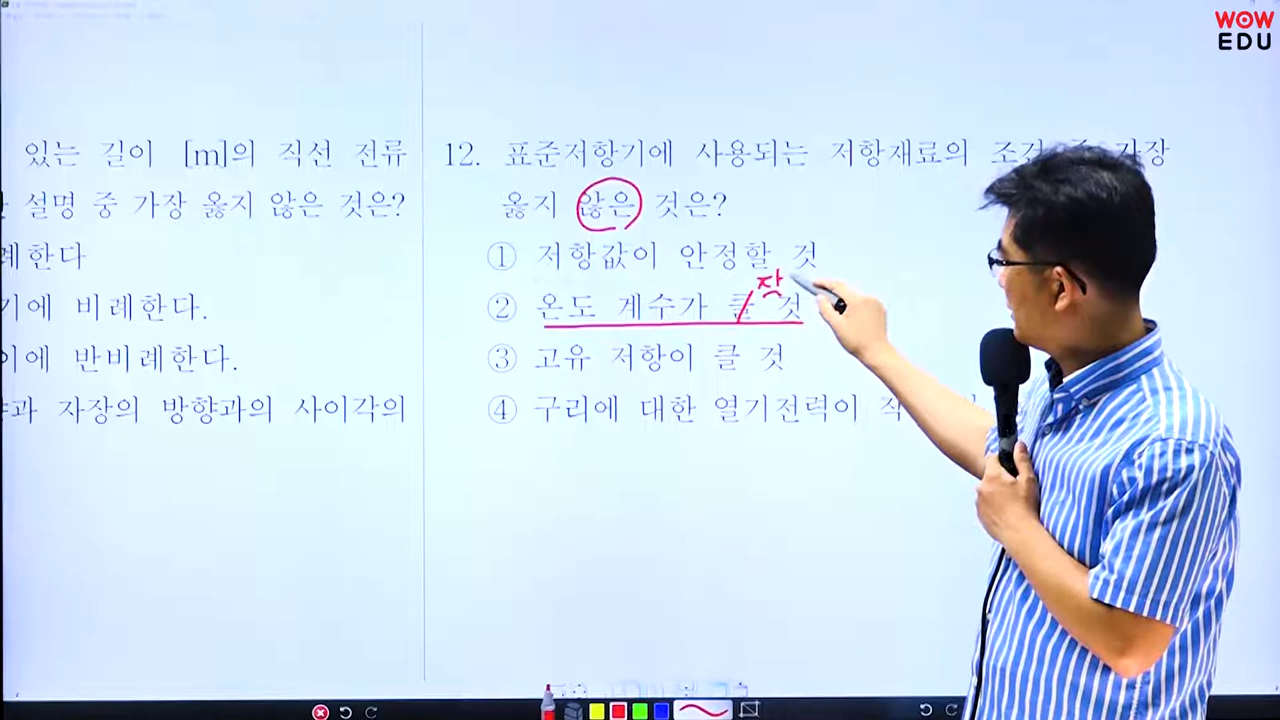 WOW
EDU
있는 길이 [m]의 직선 전류
설명 중 가장 옳지 않은 것은?
례한다
기에 비례한다.
이에 반비례한다.
과 자장의 방향과의 사이각의
12. 표준저항기에 사용되는 저항재료의 가장
옳지 않은 것은?
① 저항값이 안정할 것
작
② 온도 계수가 클 것
③ 고유 저항이 클 것
④ 구리에 대한 열기전력이